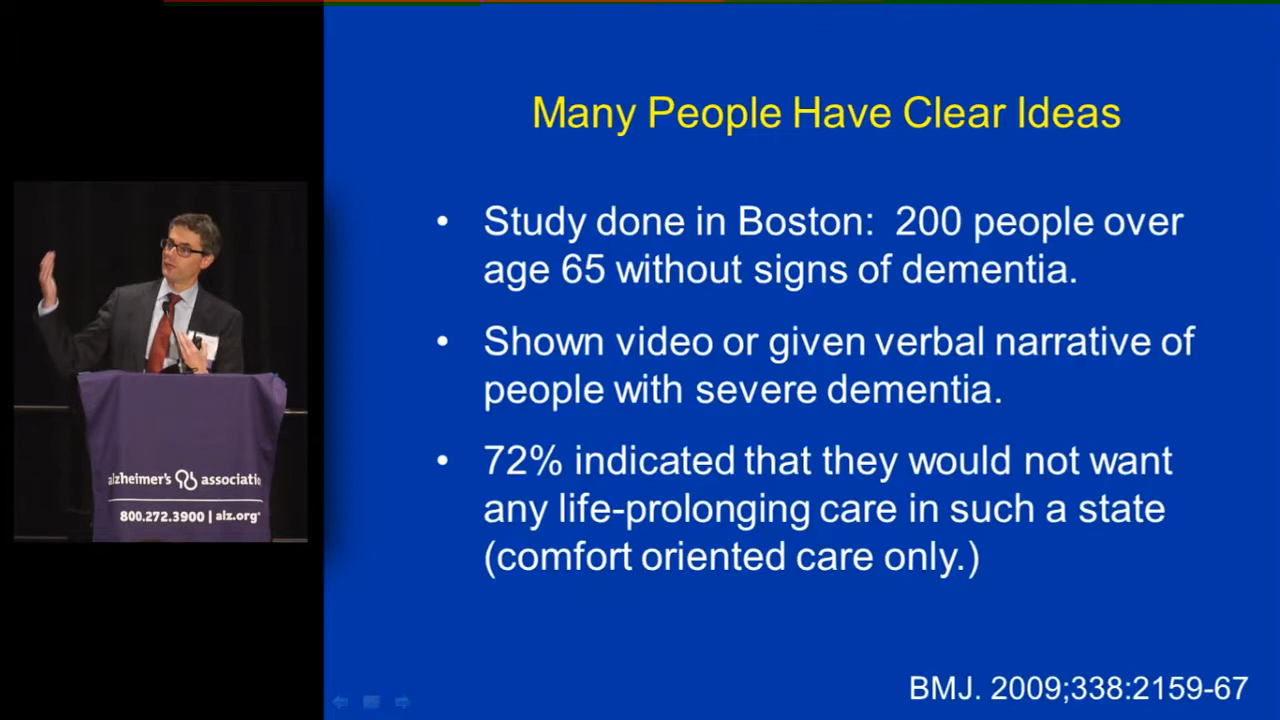 Many People Have Clear Ideas
• Study done in Boston: 200 people over
age 65 without signs of dementia.
• Shown video or given verbal narrative of
people with severe dementia.
• 72% indicated that they would not want
any life-prolonging care in such a state
(comfort oriented care only.)
BMJ. 2009;338:2159-67
alzheimer's associatio
800.272.3900 | alz.org